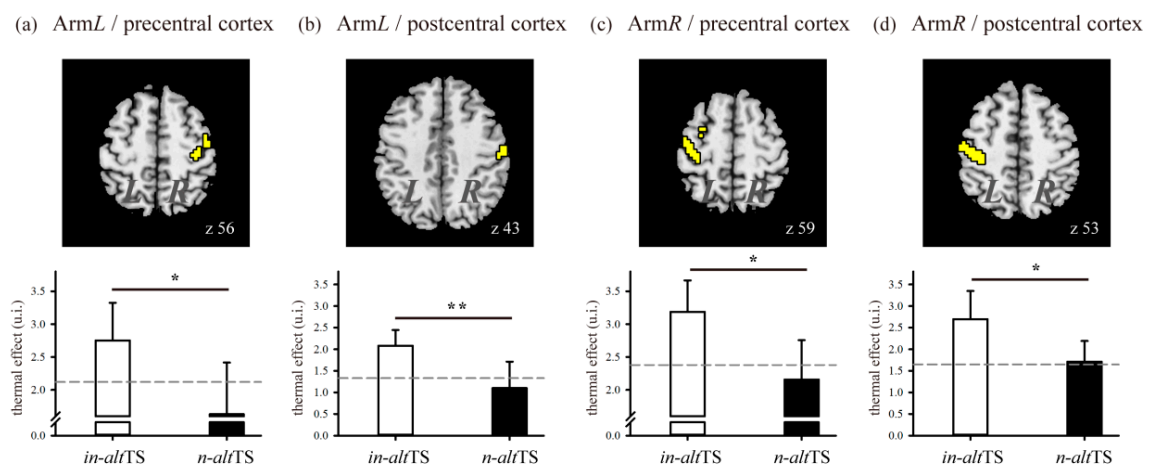 (a) ArmL / precentral cortex
(b) ArmL / postcentral cortex
(c) ArmR / precentral cortex
(d) ArmR / postcentral cortex
L R
z 56
L R
z 43
L R
z 59
L R
z 53
thermal effect (u.i.)
3.5
3.0
2.5
2.0
0.0
*
in-altTS n-altTS
thermal effect (u.i.)
3.5
3.0
2.5
2.0
1.5
1.0
0.5
0.0
**
in-altTS n-altTS
thermal effect (u.i.)
3.5
3.0
2.5
2.0
0.0
*
in-altTS n-altTS
thermal effect (u.i.)
3.5
3.0
2.5
2.0
1.5
1.0
0.5
0.0
*
in-altTS n-altTS